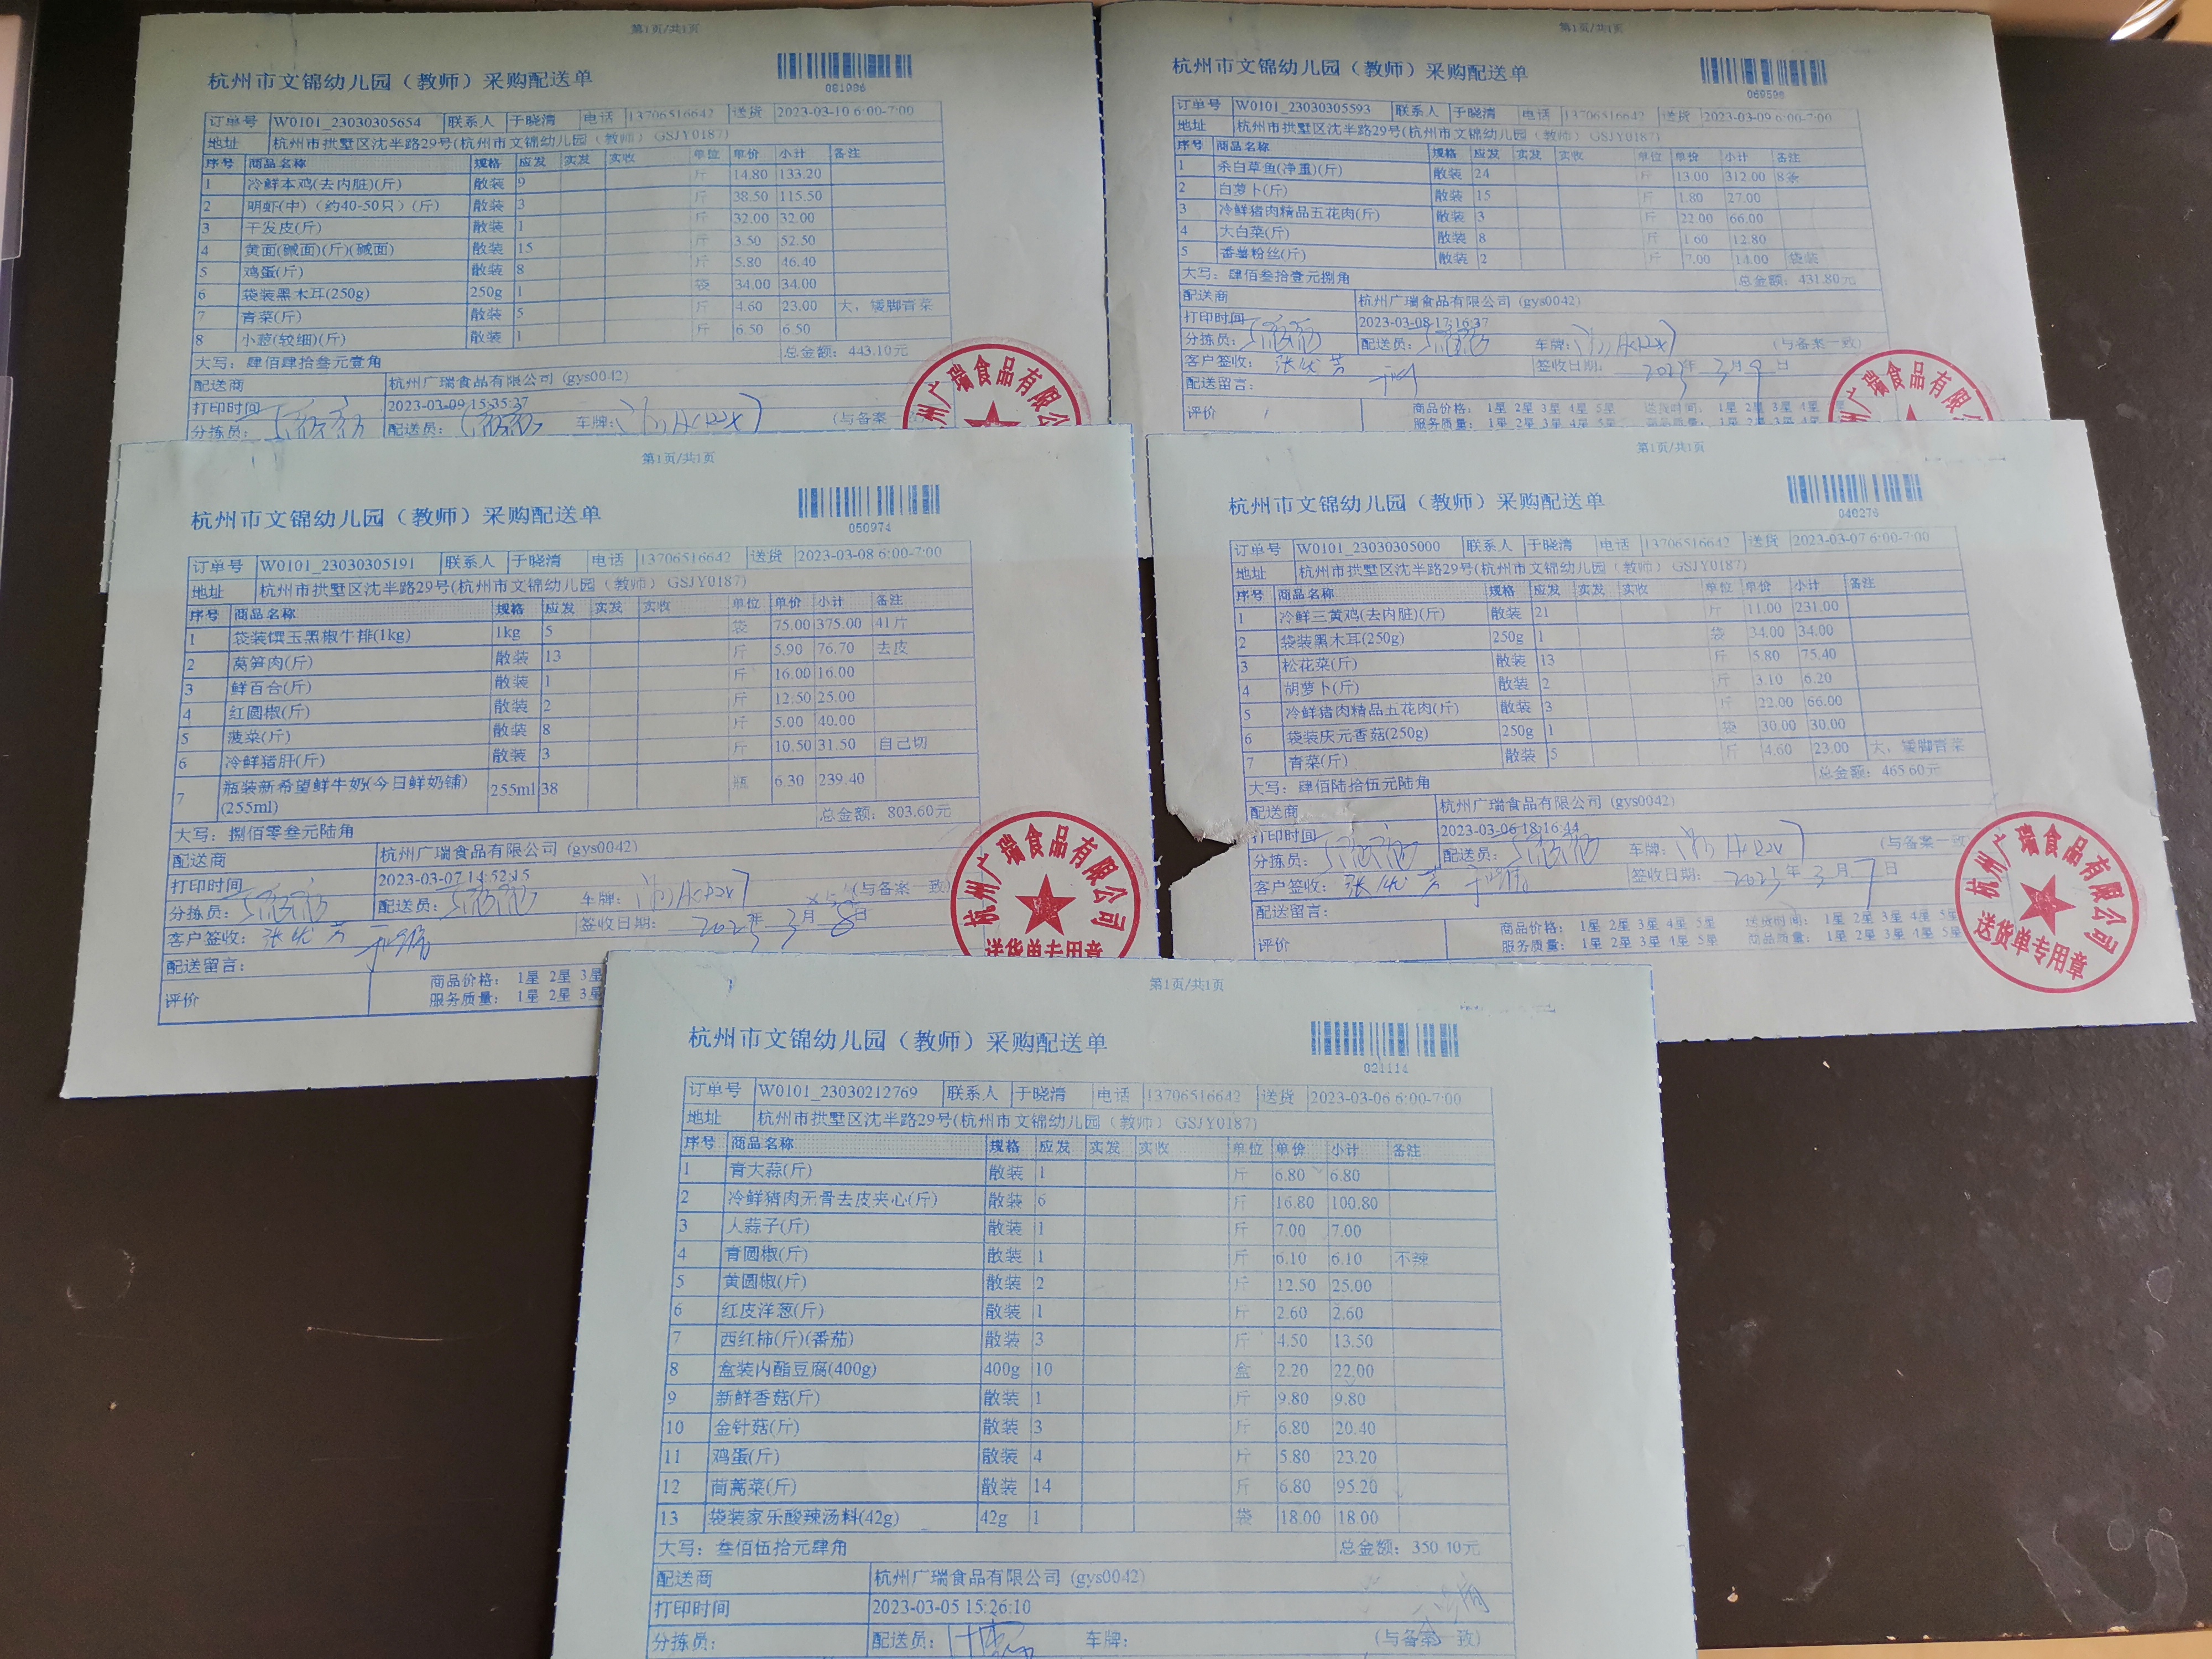 第1页/共1页
杭州市文锦幼儿园（教师）采购配送单
081986
订单号 W0101_23030305654 联系人 于晓清 电话 13706516642 送货 2023-03-10 6:00-7:00
地址 杭州市拱墅区沈半路29号(杭州市文锦幼儿园（教师） GSJY0187)
序号 商品名称 规格 应发 实发 实收 单位 单价 小计 备注
1 冷鲜本鸡(去内脏)(斤) 散装 9 斤 14.80 133.20
2 明虾(中)（约40-50只）(斤) 散装 3 斤 38.50 115.50
3 干发皮(斤) 散装 1 斤 32.00 32.00
4 黄面(碱面)(斤)(碱面) 散装 15 斤 3.50 52.50
5 鸡蛋(斤) 散装 8 斤 5.80 46.40
6 袋装黑木耳(250g) 250g 1 袋 34.00 34.00
7 青菜(斤) 散装 5 斤 4.60 23.00 大，矮脚青菜
8 小葱(较细)(斤) 散装 1 斤 6.50 6.50
总金额：443.10元
大写：肆佰肆拾叁元壹角
配送商 杭州广瑞食品有限公司 (gys0042)
打印时间 2023-03-09 15:35:27
分拣员： 配送员： 车牌： (与备案
第1页/共1页
杭州市文锦幼儿园（教师）采购配送单
069596
订单号 W0101_23030305593 联系人 于晓清 电话 13706516642 送货 2023-03-09 6:00-7:00
地址 杭州市拱墅区沈半路29号(杭州市文锦幼儿园（教师） GSJY0187)
序号 商品名称 规格 应发 实发 实收 单位 单价 小计 备注
1 杀白草鱼(净重)(斤) 散装 24 斤 13.00 312.00 8条
2 白萝卜(斤) 散装 15 斤 1.80 27.00
3 冷鲜猪肉精品五花肉(斤) 散装 3 斤 22.00 66.00
4 大白菜(斤) 散装 8 斤 1.60 12.80
5 番薯粉丝(斤) 散装 2 斤 7.00 14.00 袋装
大写：肆佰叁拾壹元捌角 总金额：431.80元
配送商 杭州广瑞食品有限公司 (gys0042)
打印时间 2023-03-08 17:16:37
分拣员： 配送员： 车牌： (与备案一致)
客户签收： 签收日期： 2023年 3月 9日
配送留言：
评价 商品价格： 1星 2星 3星 4星 5星 送货时间： 1星 2星 3星 4星
服务质量： 1星 2星 3星 4星 5星 商品质量： 1星 2星 3星 4星
第1页/共1页
杭州市文锦幼儿园（教师）采购配送单
050974
订单号 W0101_23030305191 联系人 于晓清 电话 13706516642 送货 2023-03-08 6:00-7:00
地址 杭州市拱墅区沈半路29号(杭州市文锦幼儿园（教师） GSJY0187)
序号 商品名称 规格 应发 实发 实收 单位 单价 小计 备注
1 袋装馔玉黑椒牛排(1kg) 1kg 5 袋 75.00 375.00 41片
2 莴笋肉(斤) 散装 13 斤 5.90 76.70 去皮
3 鲜百合(斤) 散装 1 斤 16.00 16.00
4 红圆椒(斤) 散装 2 斤 12.50 25.00
5 菠菜(斤) 散装 8 斤 5.00 40.00
6 冷鲜猪肝(斤) 散装 3 斤 10.50 31.50 自己切
7 瓶装新希望鲜牛奶(今日鲜奶铺)(255ml) 255ml 38 瓶 6.30 239.40
总金额：803.60元
大写：捌佰零叁元陆角
配送商 杭州广瑞食品有限公司 (gys0042)
打印时间 2023-03-07 14:52:15
分拣员： 配送员： 车牌： (与备案一致)
客户签收： 签收日期： 2023年 3月 8日
配送留言：
评价 商品价格： 1星 2星 3星
服务质量： 1星 2星 3星
杭州广瑞食品有限公司
送货单专用章
第1页/共1页
杭州市文锦幼儿园（教师）采购配送单
040276
订单号 W0101_23030305000 联系人 于晓清 电话 13706516642 送货 2023-03-07 6:00-7:00
地址 杭州市拱墅区沈半路29号(杭州市文锦幼儿园（教师） GSJY0187)
序号 商品名称 规格 应发 实发 实收 单位 单价 小计 备注
1 冷鲜三黄鸡(去内脏)(斤) 散装 21 斤 11.00 231.00
2 袋装黑木耳(250g) 250g 1 袋 34.00 34.00
3 松花菜(斤) 散装 13 斤 5.80 75.40
4 胡萝卜(斤) 散装 2 斤 3.10 6.20
5 冷鲜猪肉精品五花肉(斤) 散装 3 斤 22.00 66.00
6 袋装庆元香菇(250g) 250g 1 袋 30.00 30.00
7 青菜(斤) 散装 5 斤 4.60 23.00 大，矮脚青菜
大写：肆佰陆拾伍元陆角 总金额：465.60元
配送商 杭州广瑞食品有限公司 (gys0042)
打印时间 2023-03-06 18:16:44
分拣员： 配送员： 车牌： (与备案一致
客户签收： 签收日期： 2023年 3月 7日
配送留言：
评价 商品价格： 1星 2星 3星 4星 5星 送货时间： 1星 2星 3星 4星 5星
服务质量： 1星 2星 3星 4星 5星 商品质量： 1星 2星 3星 4星 5星
杭州广瑞食品有限公司
送货单专用章
第1页/共1页
杭州市文锦幼儿园（教师）采购配送单
021114
订单号 W0101_23030212769 联系人 于晓清 电话 13706516642 送货 2023-03-06 6:00-7:00
地址 杭州市拱墅区沈半路29号(杭州市文锦幼儿园（教师） GSJY0187)
序号 商品名称 规格 应发 实发 实收 单位 单价 小计 备注
1 青大蒜(斤) 散装 1 斤 6.80 6.80
2 冷鲜猪肉无骨去皮夹心(斤) 散装 6 斤 16.80 100.80
3 大蒜子(斤) 散装 1 斤 7.00 7.00
4 青圆椒(斤) 散装 1 斤 6.10 6.10 不辣
5 黄圆椒(斤) 散装 2 斤 12.50 25.00
6 红皮洋葱(斤) 散装 1 斤 2.60 2.60
7 西红柿(斤)(番茄) 散装 3 斤 4.50 13.50
8 盒装内酯豆腐(400g) 400g 10 盒 2.20 22.00
9 新鲜香菇(斤) 散装 1 斤 9.80 9.80
10 金针菇(斤) 散装 3 斤 6.80 20.40
11 鸡蛋(斤) 散装 4 斤 5.80 23.20
12 茼蒿菜(斤) 散装 14 斤 6.80 95.20
13 袋装家乐酸辣汤料(42g) 42g 1 袋 18.00 18.00
大写：叁佰伍拾元肆角 总金额：350.40元
配送商 杭州广瑞食品有限公司 (gys0042)
打印时间 2023-03-05 15:26:10
分拣员： 配送员： 车牌： (与备案一致)